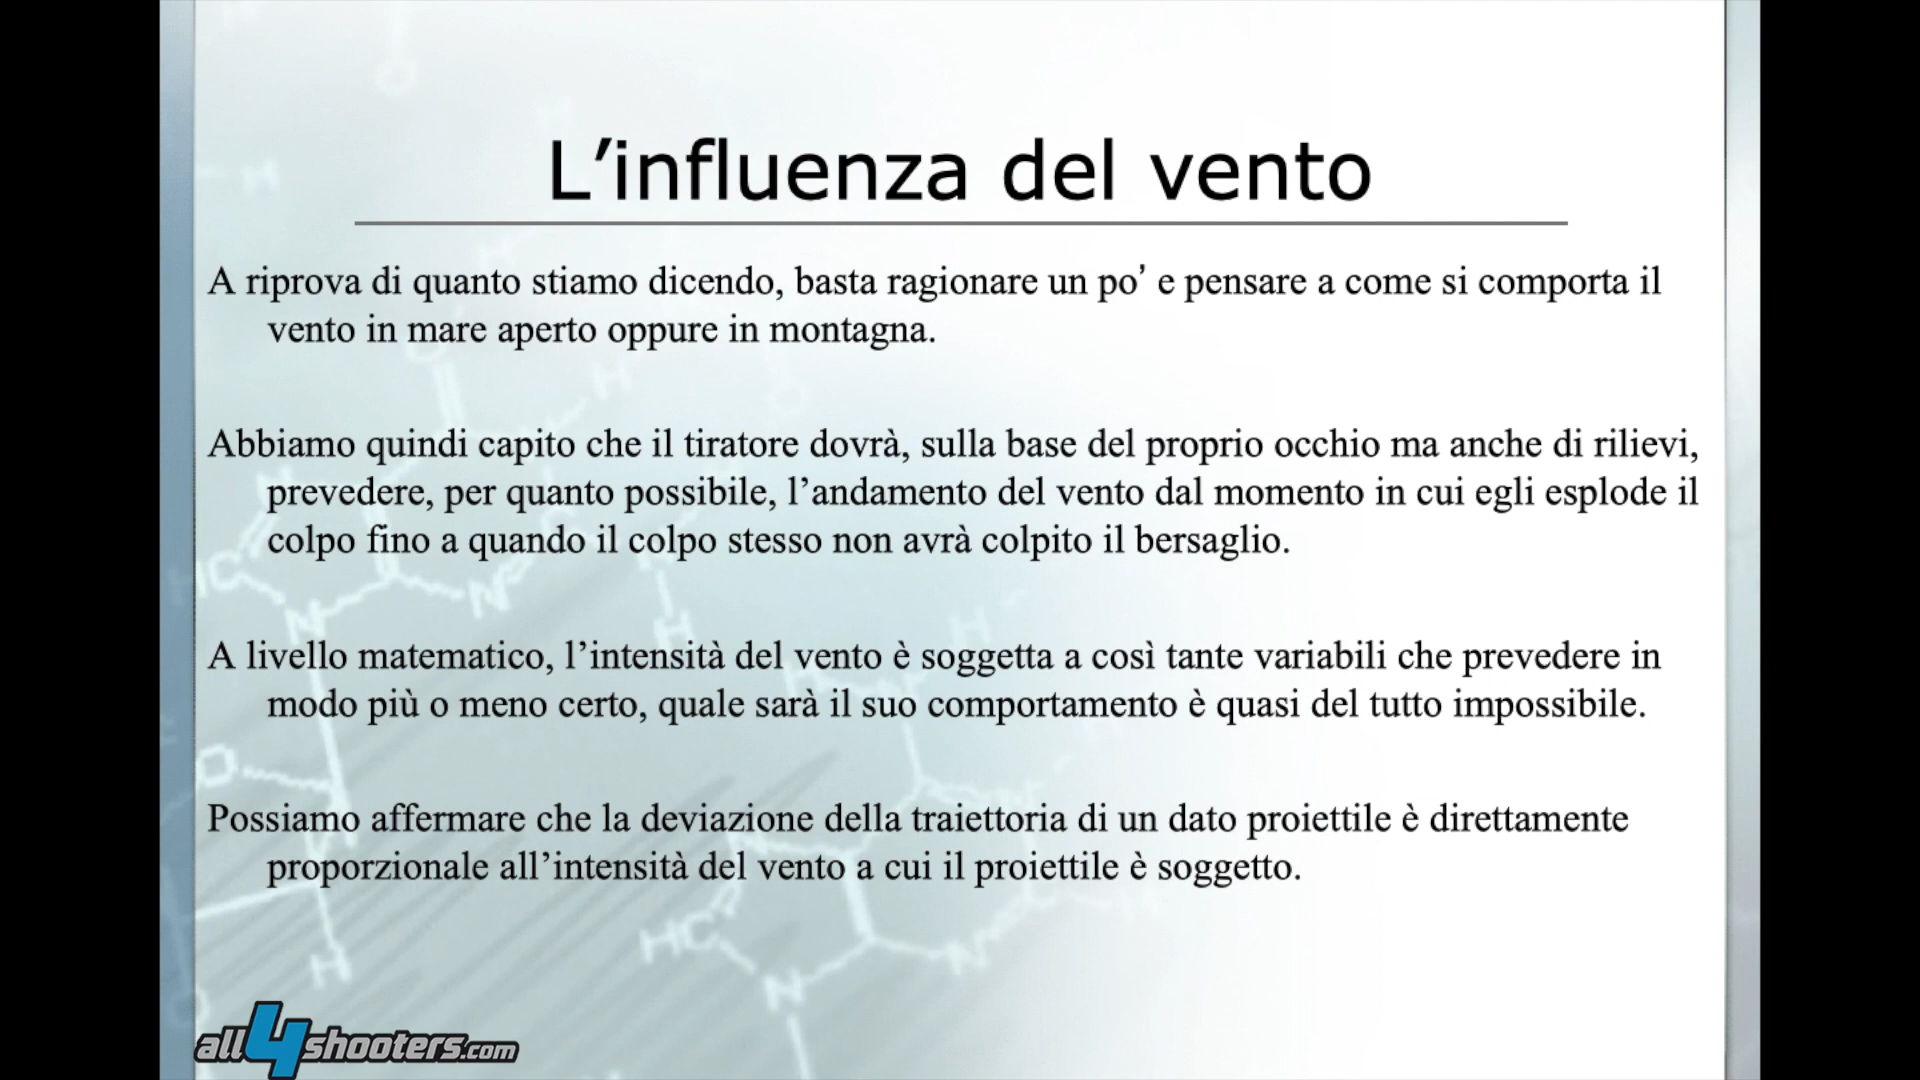 L’influenza del vento
A riprova di quanto stiamo dicendo, basta ragionare un po’ e pensare a come si comporta il
vento in mare aperto oppure in montagna.
Abbiamo quindi capito che il tiratore dovrà, sulla base del proprio occhio ma anche di rilievi,
prevedere, per quanto possibile, l’andamento del vento dal momento in cui egli esplode il
colpo fino a quando il colpo stesso non avrà colpito il bersaglio.
A livello matematico, l’intensità del vento è soggetta a così tante variabili che prevedere in
modo più o meno certo, quale sarà il suo comportamento è quasi del tutto impossibile.
Possiamo affermare che la deviazione della traiettoria di un dato proiettile è direttamente
proporzionale all’intensità del vento a cui il proiettile è soggetto.
all4shooters.com